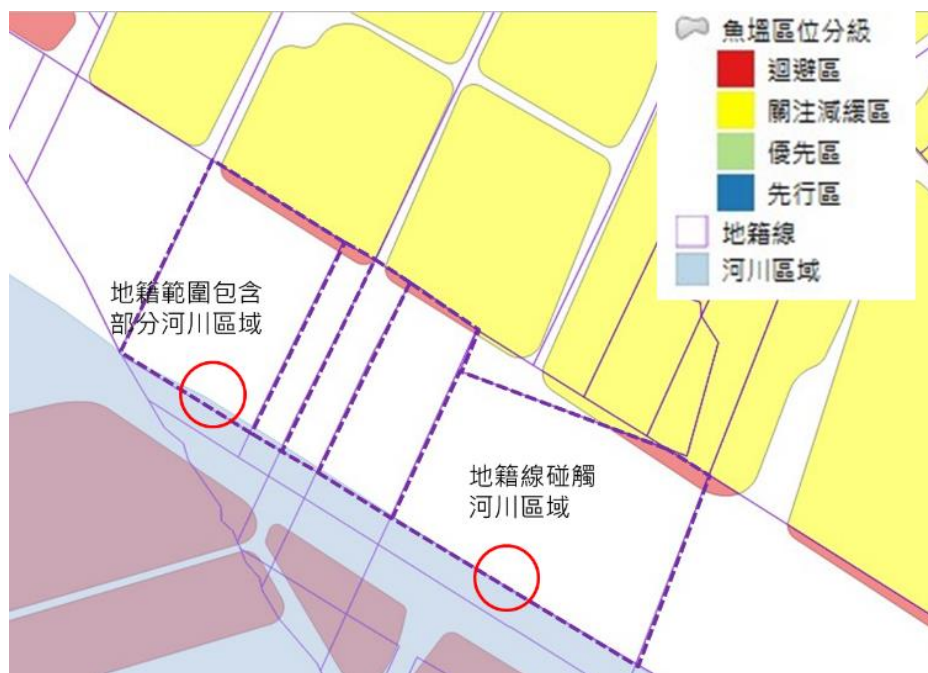 魚塭區位分級
迴避區
關注減緩區
優先區
先行區
地籍線
河川區域
地籍範圍包含
部分河川區域
地籍線碰觸
河川區域